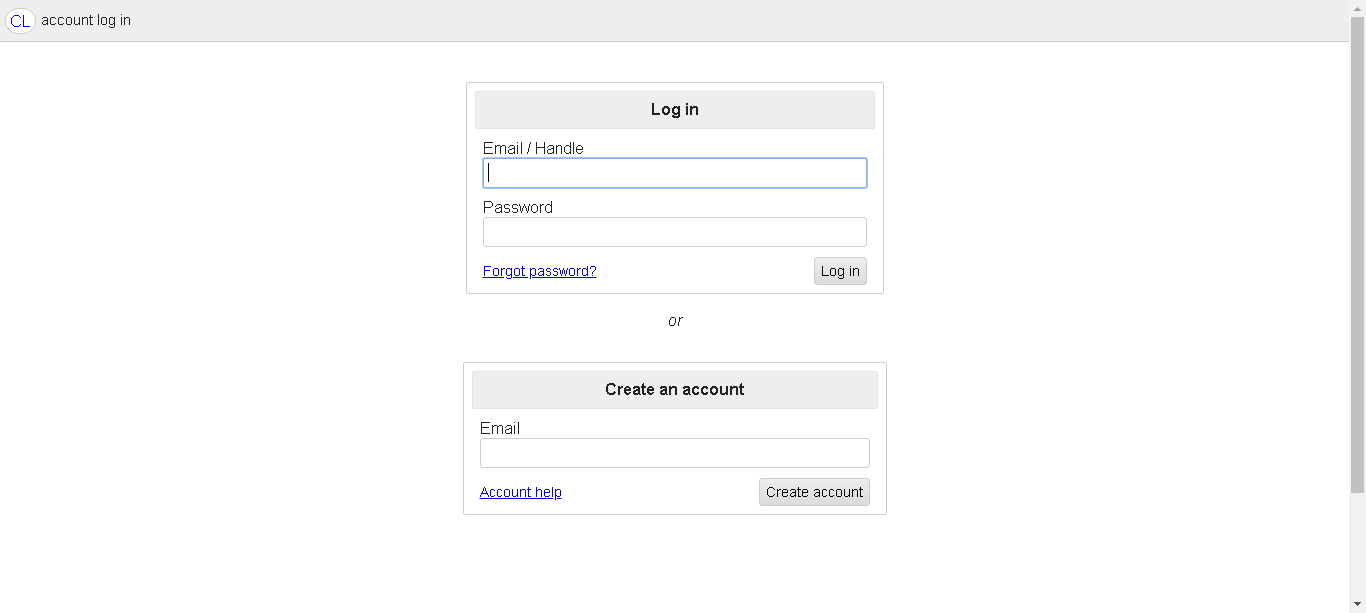 CL account log in
Log in
Email / Handle
Password
Forgot password? Log in
or
Create an account
Email
Account help Create account